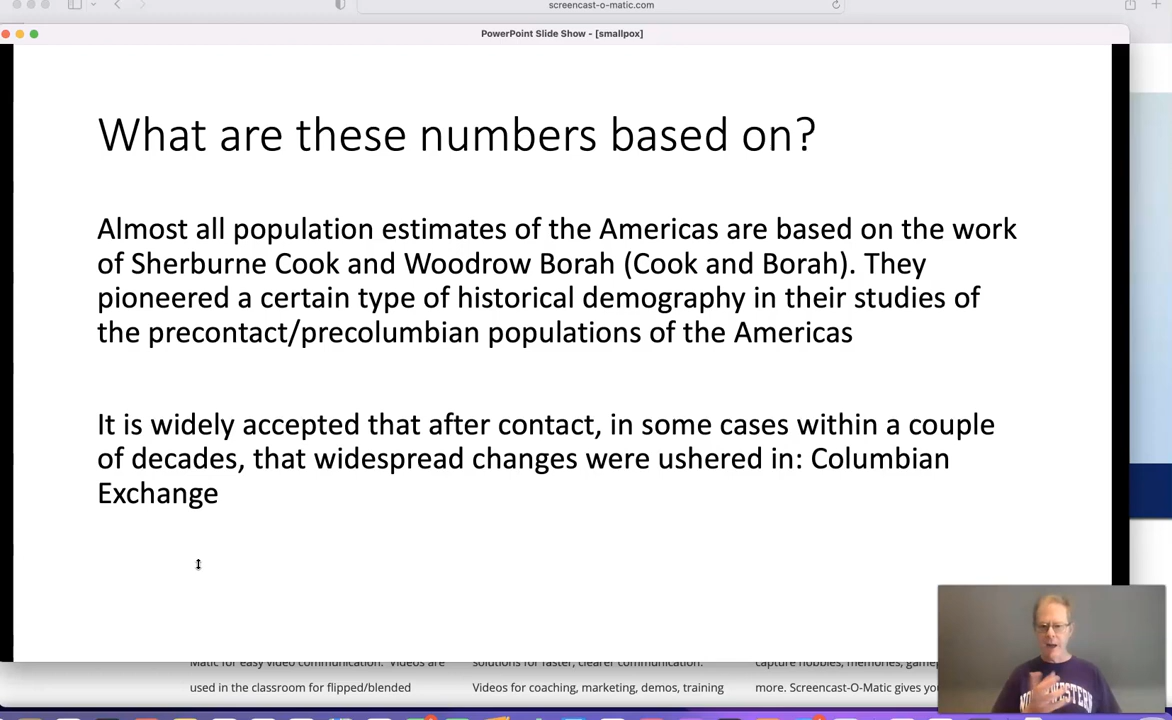 screencast-o-matic.com
PowerPoint Slide Show - [smallpox]
What are these numbers based on?
Almost all population estimates of the Americas are based on the work
of Sherburne Cook and Woodrow Borah (Cook and Borah). They
pioneered a certain type of historical demography in their studies of
the precontact/precolumbian populations of the Americas
It is widely accepted that after contact, in some cases within a couple
of decades, that widespread changes were ushered in: Columbian
Exchange
Matic for easy video communication. Videos are
used in the classroom for flipped/blended
solutions for faster, clearer communication.
Videos for coaching, marketing, demos, training
capture hobbies, memories,
more. Screencast-O-Matic gives